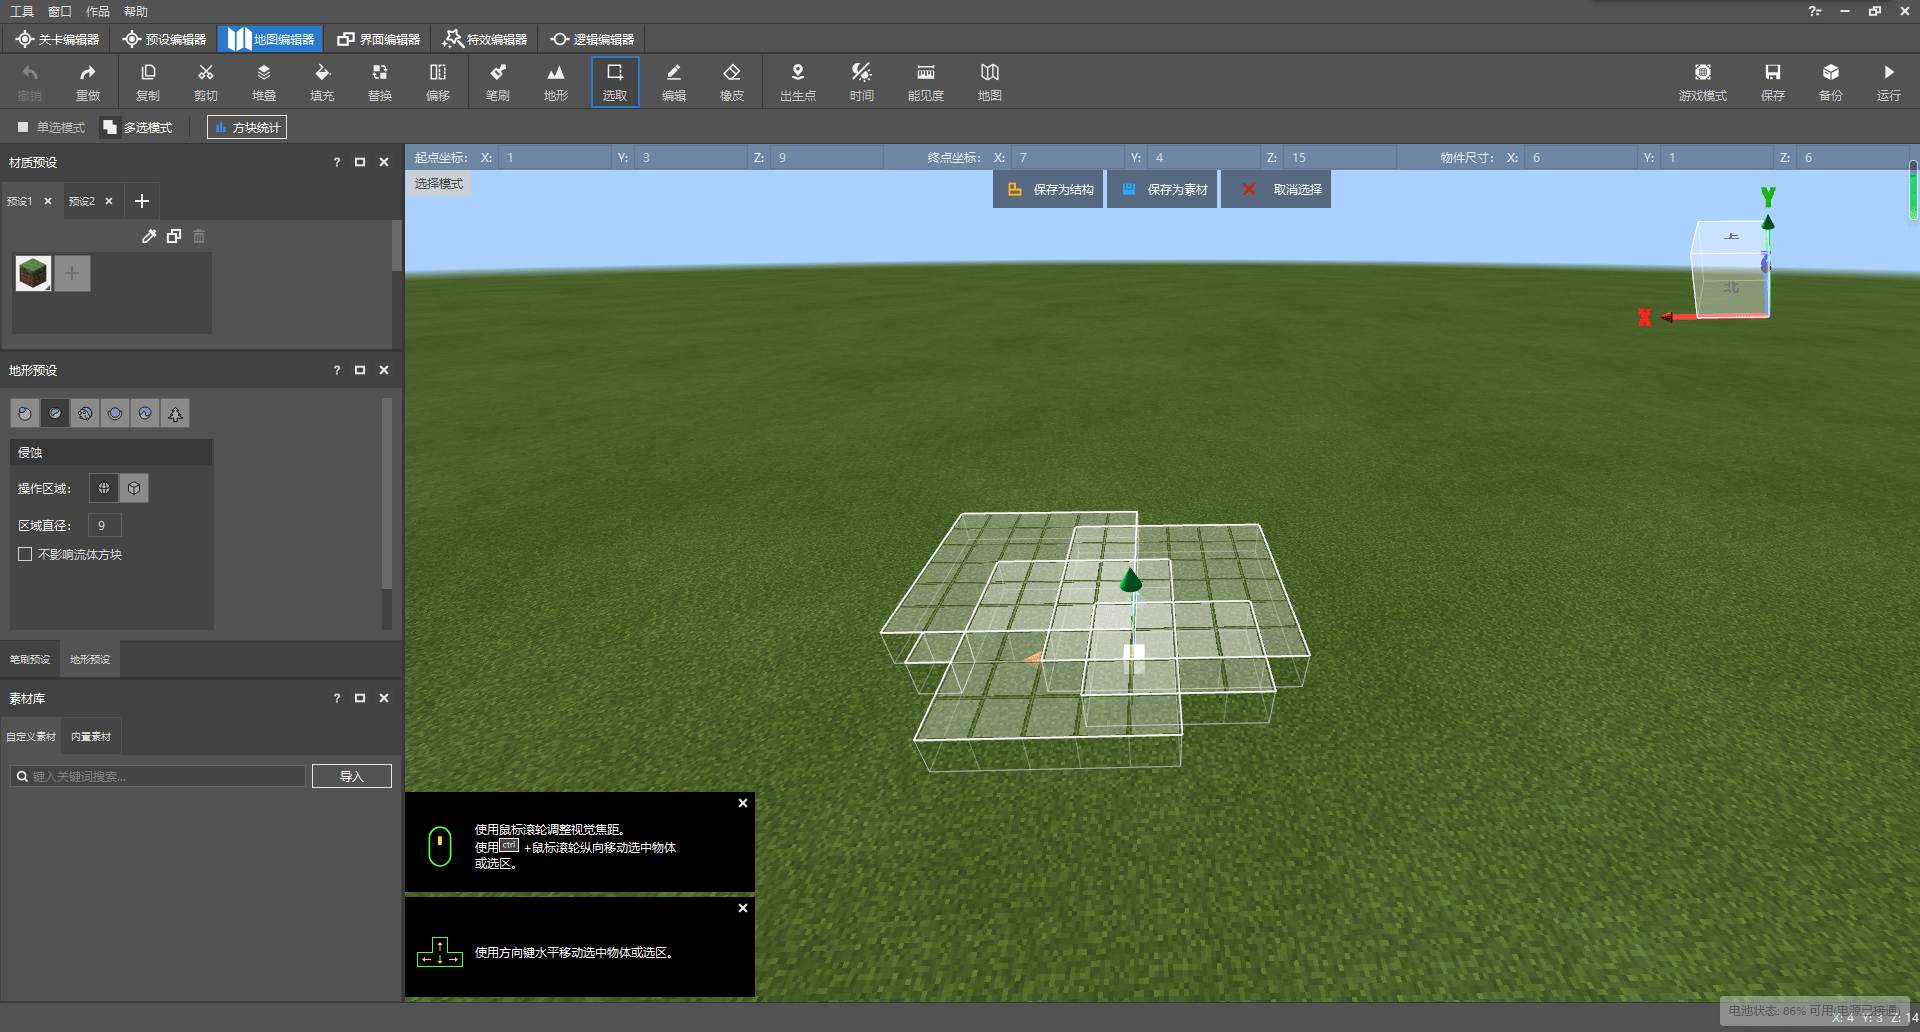 工具 窗口 作品 帮助
关卡编辑器 预设编辑器 地图编辑器 界面编辑器 特效编辑器 逻辑编辑器
撤销 重做 复制 剪切 堆叠 填充 替换 偏移 笔刷 地形 选取 编辑 橡皮 出生点 时间 能见度 地图 游戏模式 保存 备份 运行
单选模式 多选模式 方块统计
材质预设 ?
起点坐标: X: 1 Y: 3 Z: 9 终点坐标: X: 7 Y: 4 Z: 15 物件尺寸: X: 6 Y: 1 Z: 6
选择模式
保存为结构 保存为素材 取消选择
预设1 预设2
Y
北
X
地形预设 ?
侵蚀
操作区域:
区域直径: 9
不影响流体方块
笔刷预设 地形预设
素材库 ?
自定义素材 内置素材
键入关键词搜索... 导入
使用鼠标滚轮调整视觉焦距。
使用ctrl +鼠标滚轮纵向移动选中物体
或选区。
使用方向键水平移动选中物体或选区。
电池状态: 86% 可用(电源已接通)
X: 4 Y: 3 Z: 14